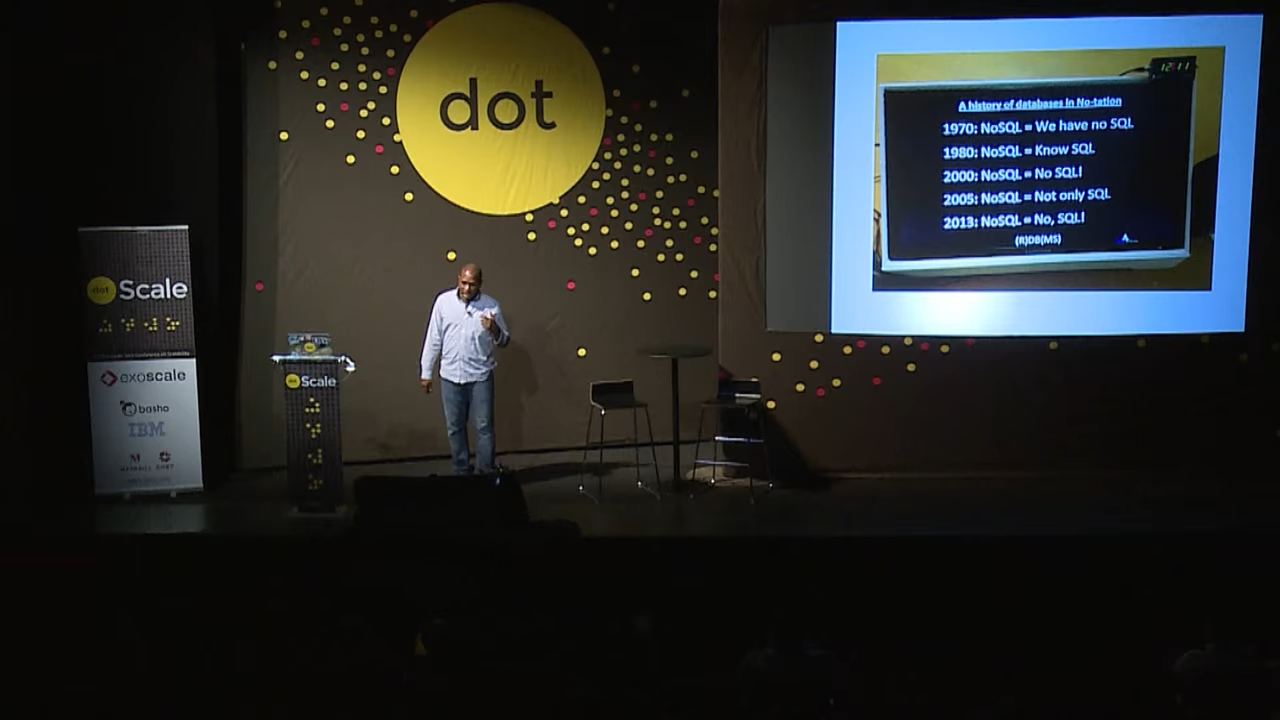 dot
12:11
A history of databases in No-tation
1970: NoSQL = We have no SQL
1980: NoSQL = Know SQL
2000: NoSQL = No SQL!
2005: NoSQL = Not only SQL
2013: NoSQL = No, SQL!
(R)DB(MS)
dot Scale
exoscale
basho
IBM
dot Scale